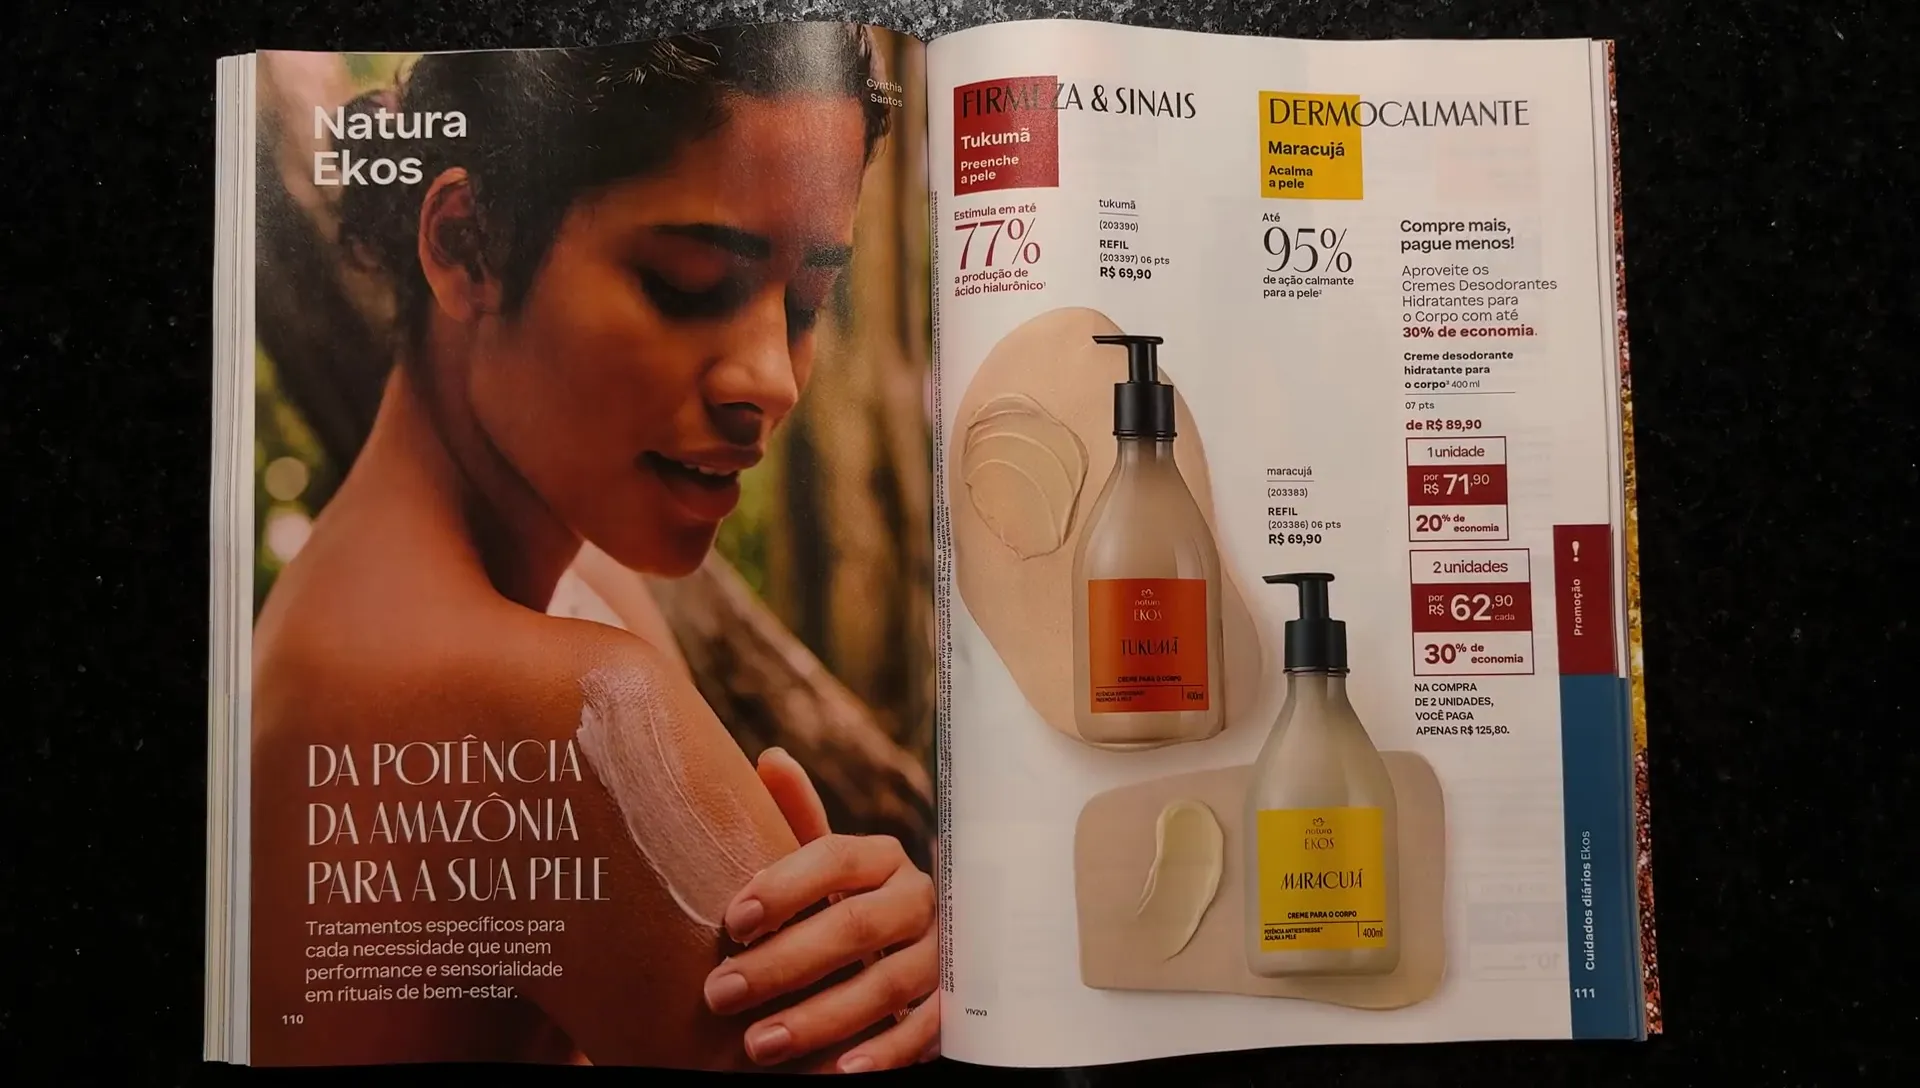 Natura
Ekos
Cynthia
Santos
DA POTÊNCIA
DA AMAZÔNIA
PARA A SUA PELE
Tratamentos específicos para
cada necessidade que unem
performance e sensorialidade
em rituais de bem-estar.
110
FIRMEZA & SINAIS
Tukumã
Preenche
a pele
Estimula em até
77%
a produção de
ácido hialurônico¹
tukumã
(203390)
REFIL
(203397) 06 pts
R$ 69,90
natura
EKOS
TUKUMÃ
CREME PARA O CORPO
400ml
DERMOCALMANTE
Maracujá
Acalma
a pele
Até
95%
de ação calmante
para a pele²
maracujá
(203383)
REFIL
(203386) 06 pts
R$ 69,90
natura
EKOS
MARACUJÁ
CREME PARA O CORPO
POTÊNCIA ANTIESTRESSE*
ACALMA A PELE
400ml
Compre mais,
pague menos!
Aproveite os
Cremes Desodorantes
Hidratantes para
o Corpo com até
30% de economia.
Creme desodorante
hidratante para
o corpo³ 400 ml
07 pts
de R$ 89,90
1 unidade
por R$ 71,90
20% de economia
2 unidades
por R$ 62,90 cada
30% de economia
NA COMPRA
DE 2 UNIDADES,
VOCÊ PAGA
APENAS R$ 125,80.
Promoção !
Cuidados diários Ekos
V1V2V3
111